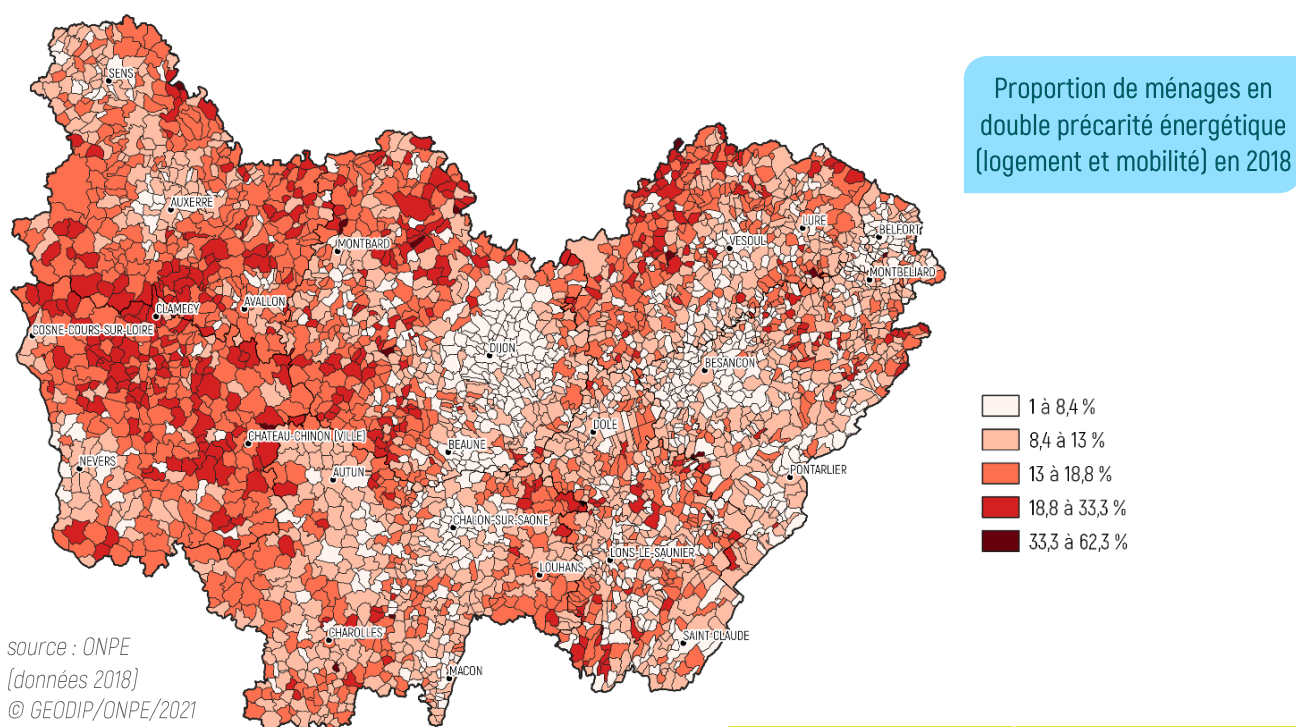 Proportion de ménages en
double précarité énergétique
(logement et mobilité) en 2018
SENS
AUXERRE
MONTBARD
LURE
BELFORT
VESOUL
MONTBELIARD
CLAMECY
AVALLON
COSNE-COURS-SUR-LOIRE
DIJON
BESANCON
CHATEAU-CHINON (VILLE)
DOLE
BEAUNE
NEVERS
AUTUN
PONTARLIER
CHALON-SUR-SAONE
LONS-LE-SAUNIER
LOUHANS
CHAROLLES
SAINT-CLAUDE
MACON
1 à 8,4 %
8,4 à 13 %
13 à 18,8 %
18,8 à 33,3 %
33,3 à 62,3 %
source : ONPE
(données 2018)
© GEODIP/ONPE/2021